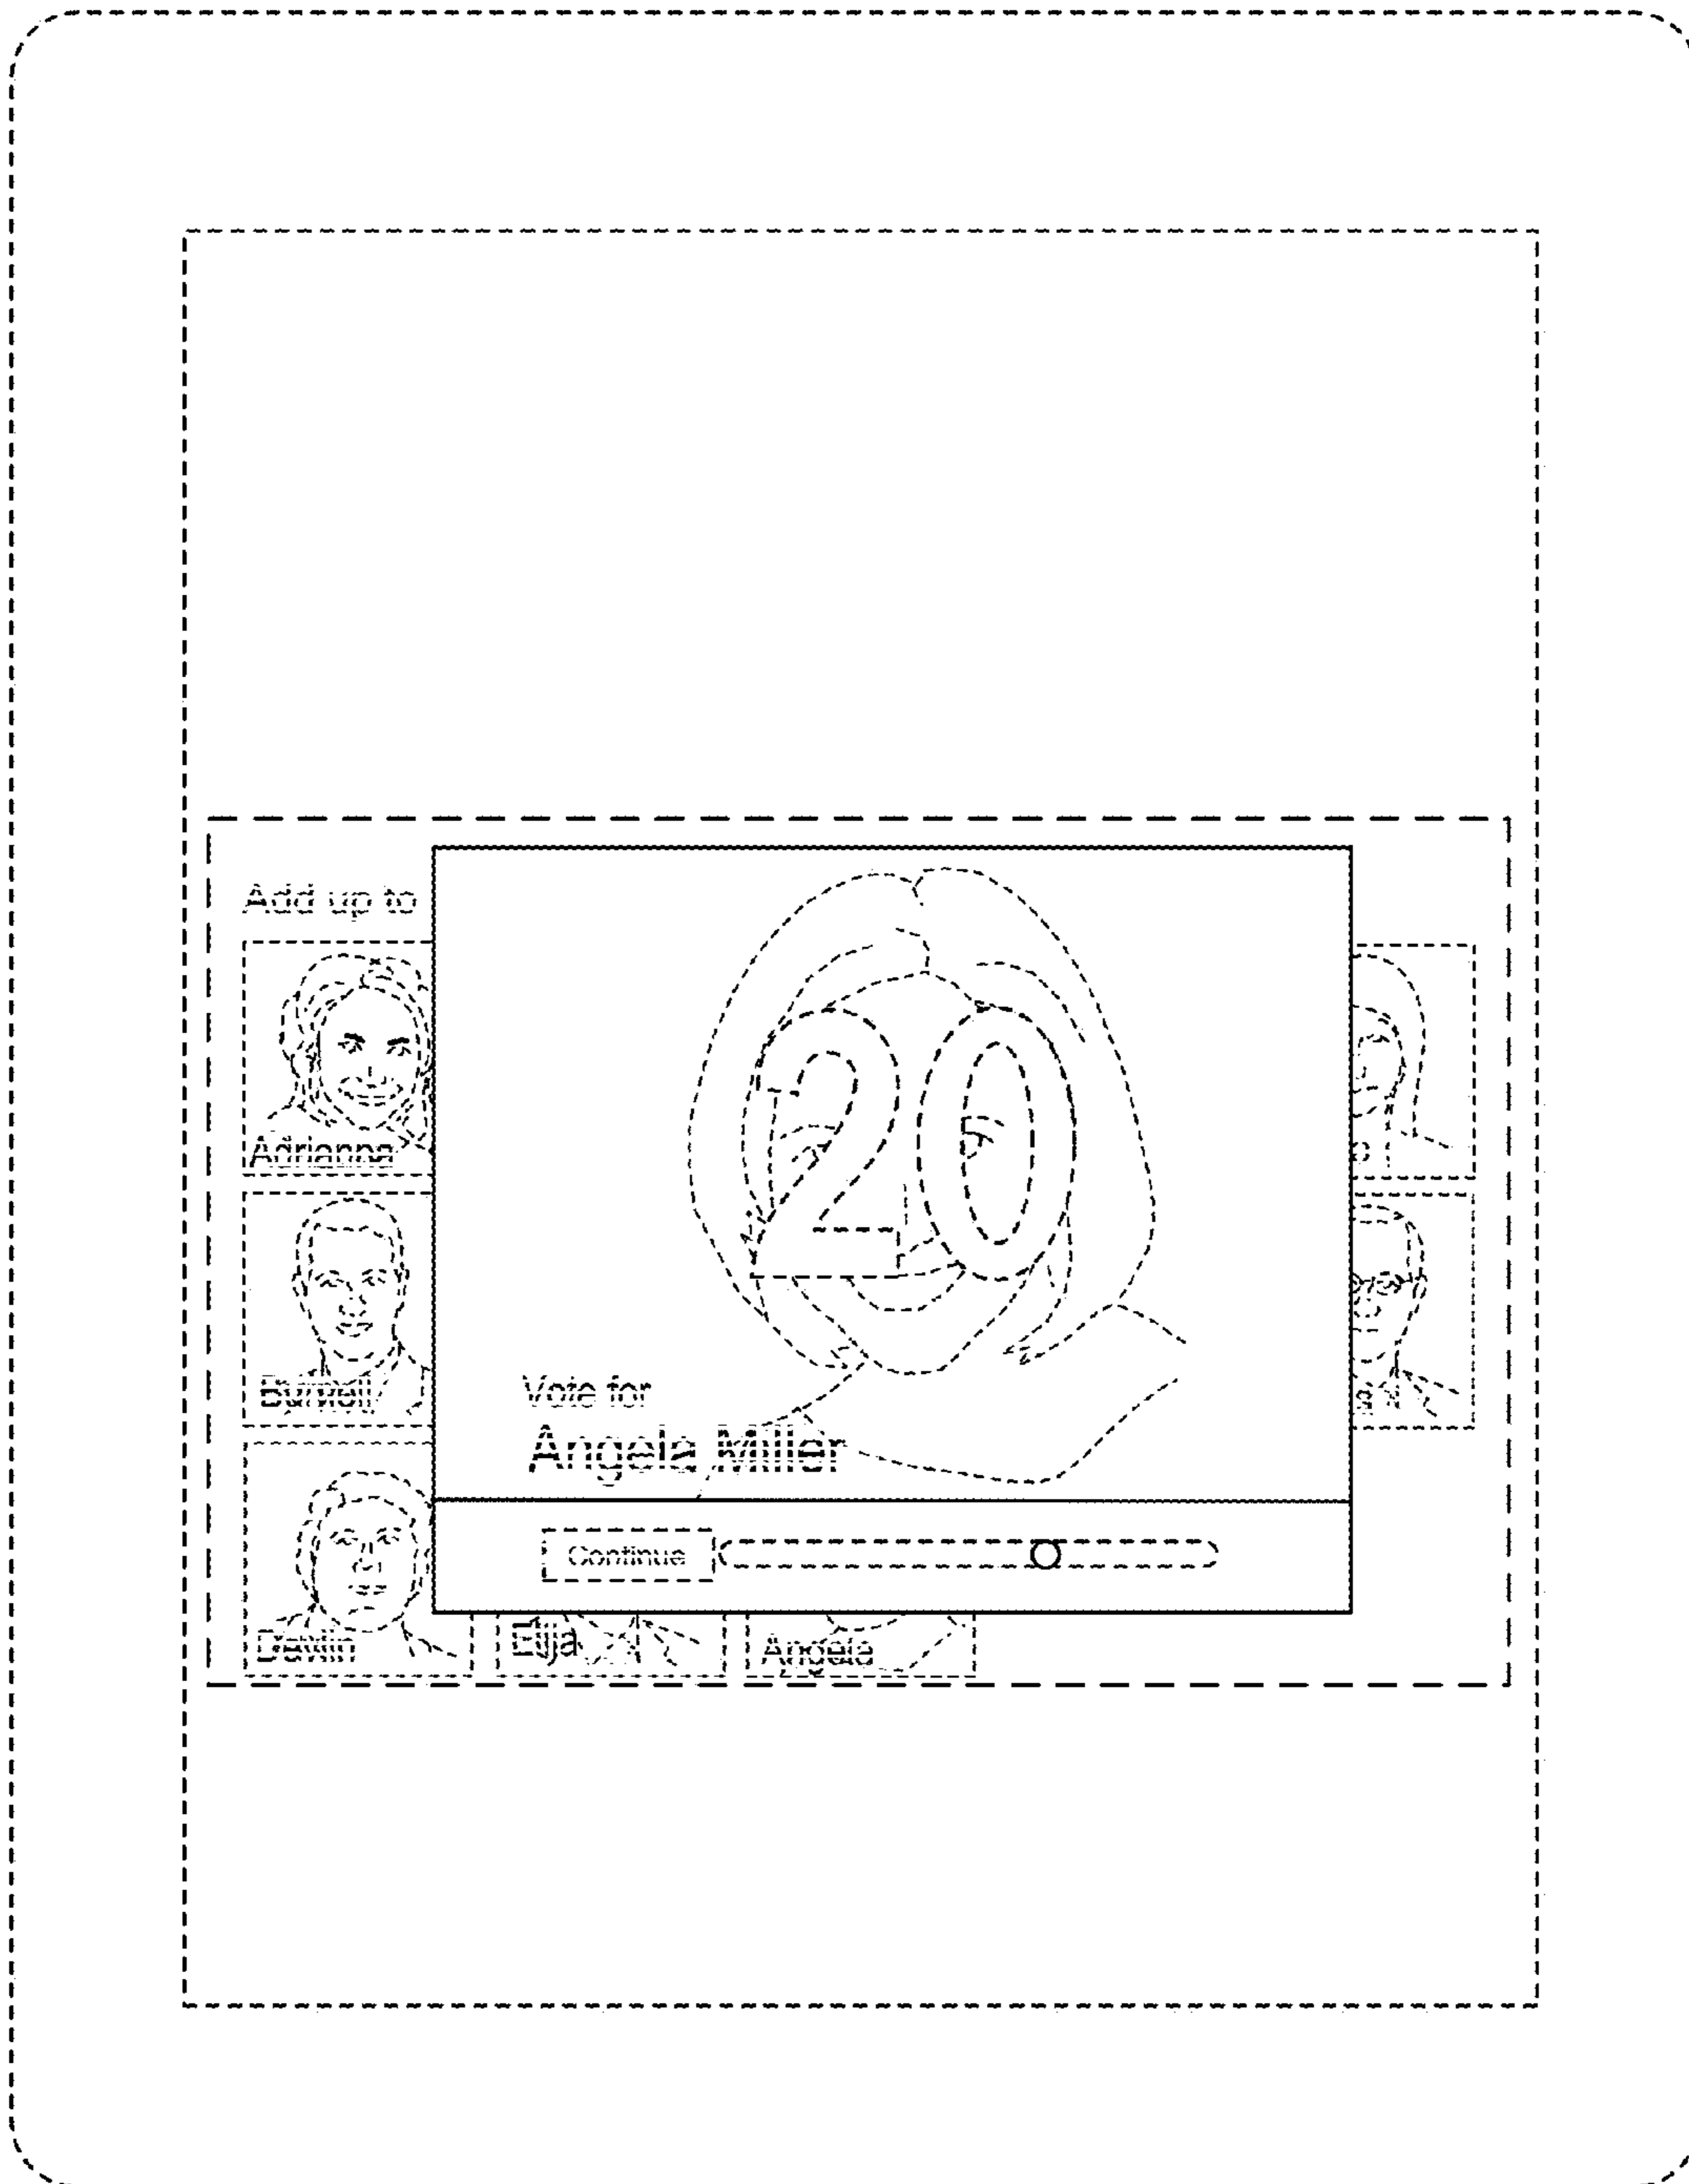 Add up to
Adrianna
20
Burwell
Vote for
Angela Miller
Continue
Devlin
Elija
Angela